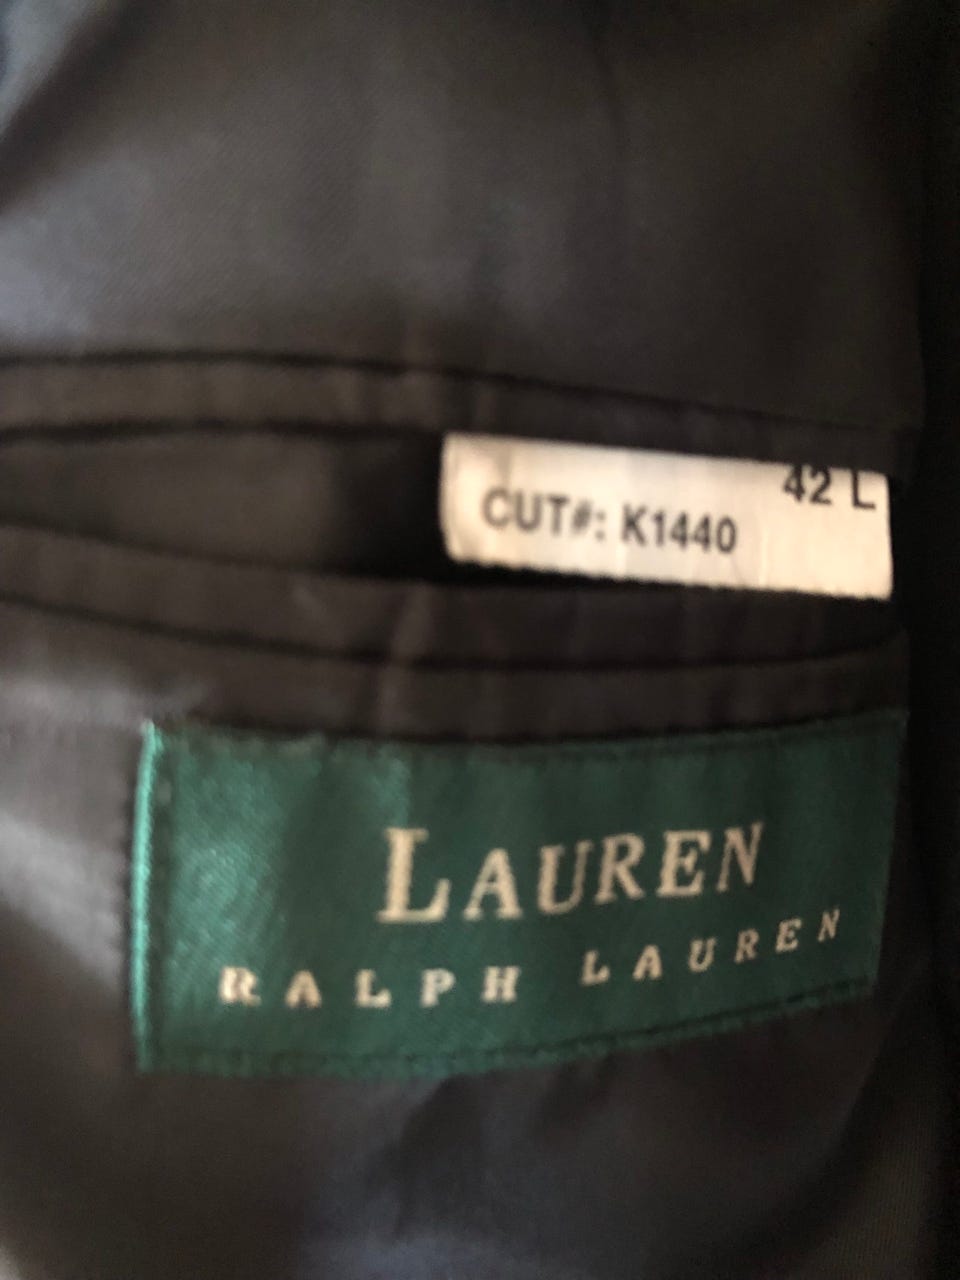 42 L
CUT#: K1440
LAUREN
RALPH LAUREN